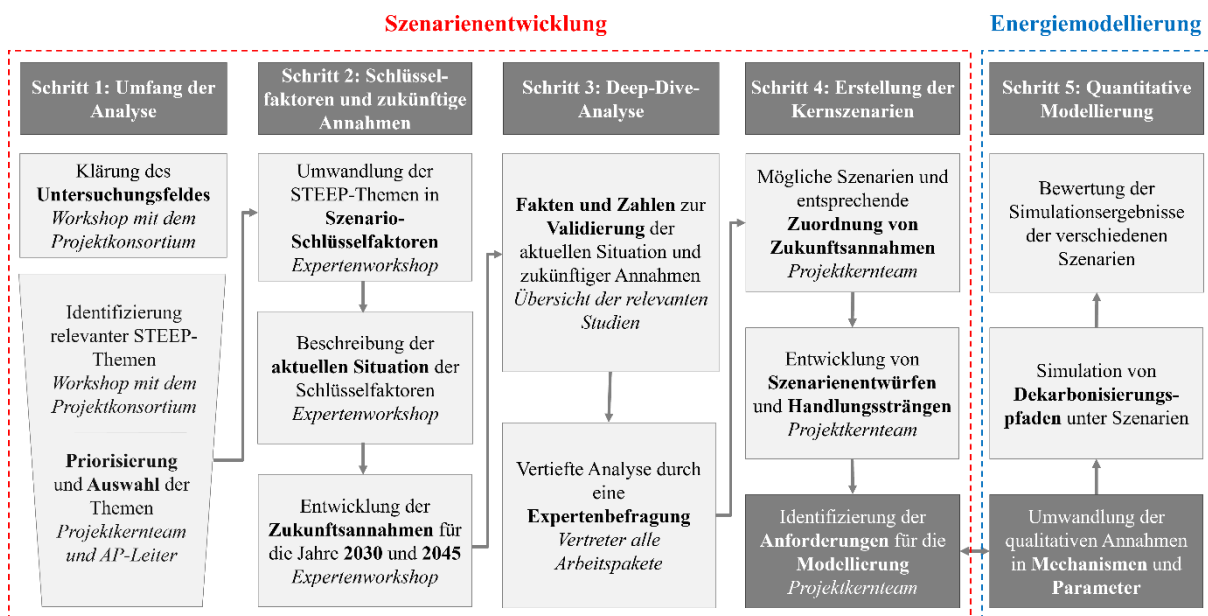 Szenarienentwicklung
Energiemodellierung
Schritt 1: Umfang der
Analyse
Klärung des
Untersuchungsfeldes
Workshop mit dem
Projektkonsortium
Identifizierung
relevanter STEEP-
Themen
Workshop mit dem
Projektkonsortium
Priorisierung
und Auswahl der
Themen
Projektkernteam
und AP-Leiter
Schritt 2: Schlüssel-
faktoren und zukünftige
Annahmen
Umwandlung der
STEEP-Themen in
Szenario-
Schlüsselfaktoren
Expertenworkshop
Beschreibung der
aktuellen Situation der
Schlüsselfaktoren
Expertenworkshop
Entwicklung der
Zukunftsannahmen für
die Jahre 2030 und 2045
Expertenworkshop
Schritt 3: Deep-Dive-
Analyse
Fakten und Zahlen zur
Validierung der
aktuellen Situation und
zukünftiger Annahmen
Übersicht der relevanten
Studien
Vertiefte Analyse durch
eine
Expertenbefragung
Vertreter alle
Arbeitspakete
Schritt 4: Erstellung der
Kernszenarien
Mögliche Szenarien und
entsprechende
Zuordnung von
Zukunftsannahmen
Projektkernteam
Entwicklung von
Szenarienentwürfen
und Handlungssträngen
Projektkernteam
Identifizierung der
Anforderungen für die
Modellierung
Projektkernteam
Schritt 5: Quantitative
Modellierung
Bewertung der
Simulationsergebnisse
der verschiedenen
Szenarien
Simulation von
Dekarbonisierungs-
pfaden unter Szenarien
Umwandlung der
qualitativen Annahmen
in Mechanismen und
Parameter